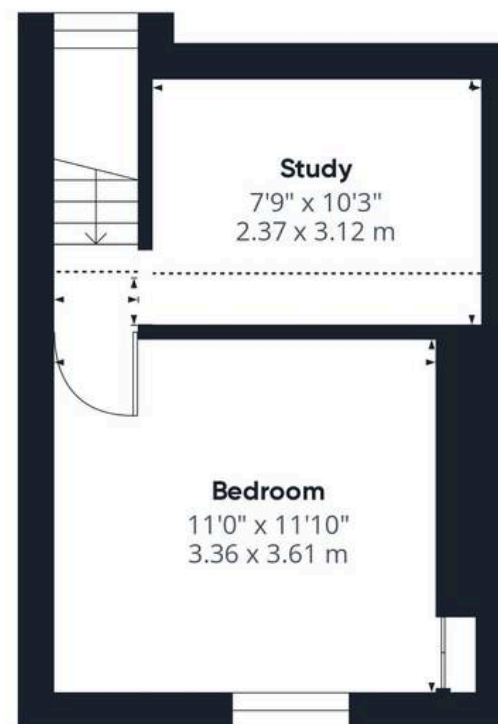 Study
7'9" x 10'3"
2.37 x 3.12 m
Bedroom
11'0" x 11'10"
3.36 x 3.61 m